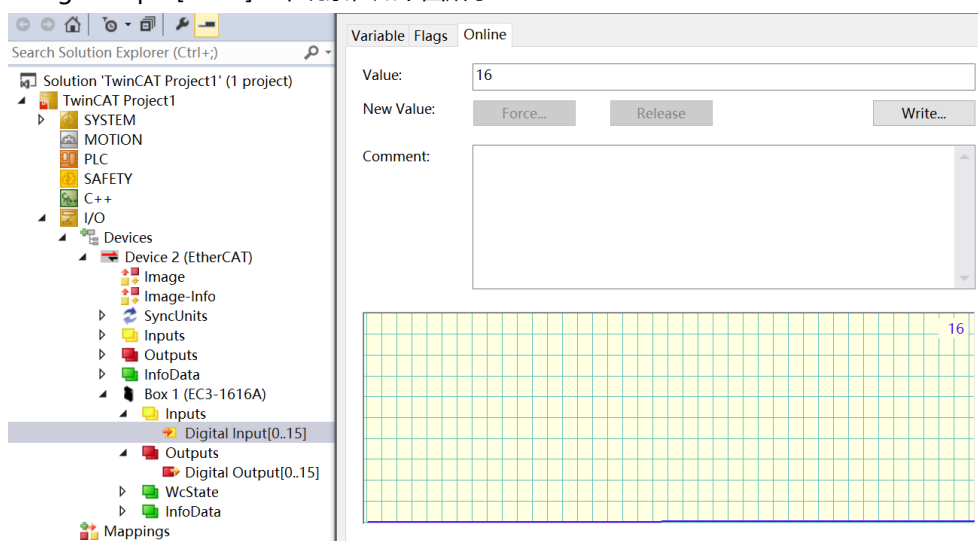 Variable Flags Online
Search Solution Explorer (Ctrl+;)
Solution 'TwinCAT Project1' (1 project)
TwinCAT Project1
SYSTEM
MOTION
PLC
SAFETY
C++
I/O
Devices
Device 2 (EtherCAT)
Image
Image-Info
SyncUnits
Inputs
Outputs
InfoData
Box 1 (EC3-1616A)
Inputs
Digital Input[0..15]
Outputs
Digital Output[0..15]
WcState
InfoData
Mappings
Value: 16
New Value: Force... Release Write...
Comment:
16